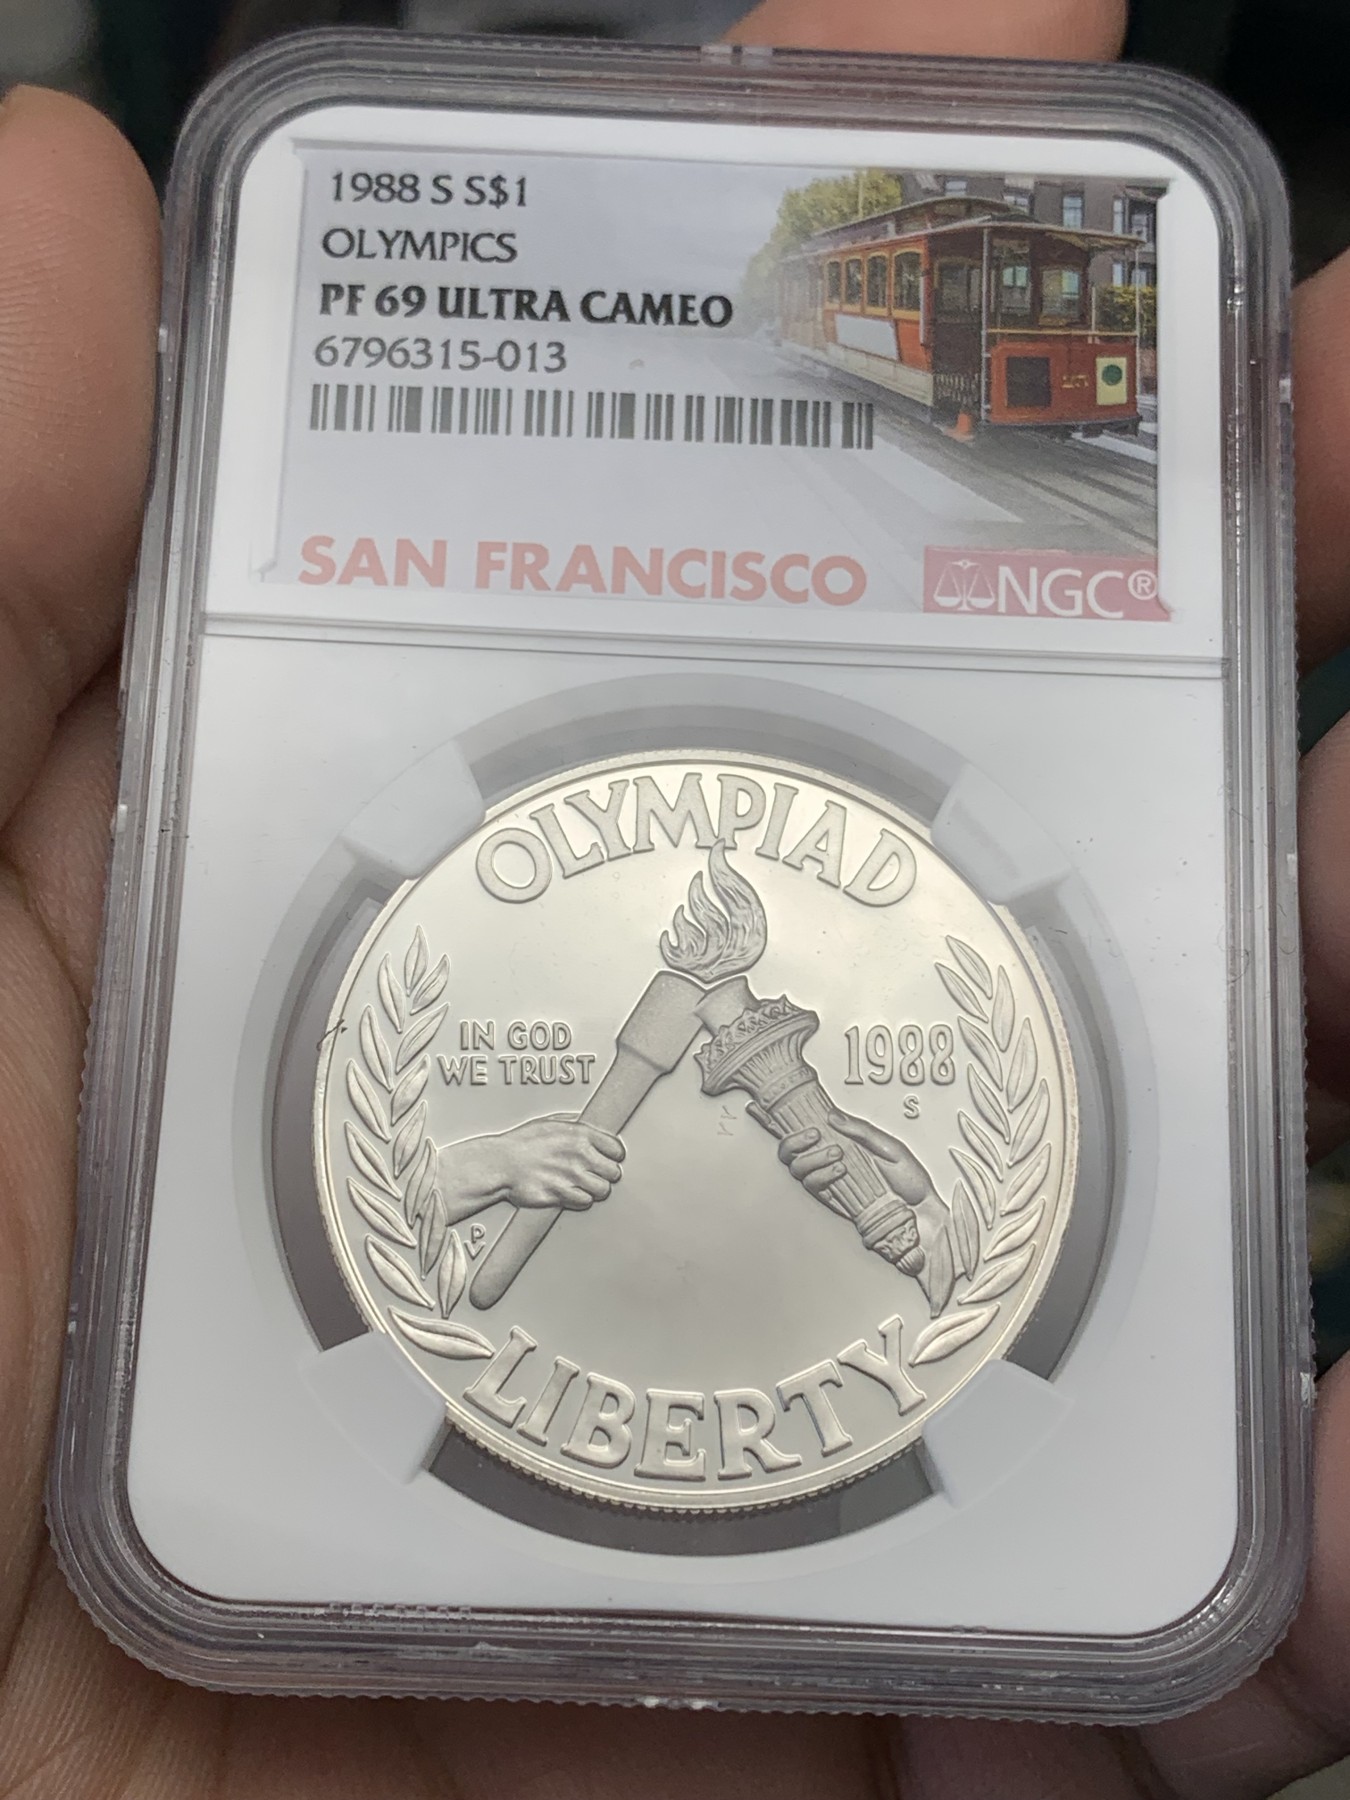 1988 S S$1
OLYMPICS
PF 69 ULTRA CAMEO
6796315-013
SAN FRANCISCO
NGC®
OLYMPIAD
IN GOD
WE TRUST
1988
S
P
LIBERTY